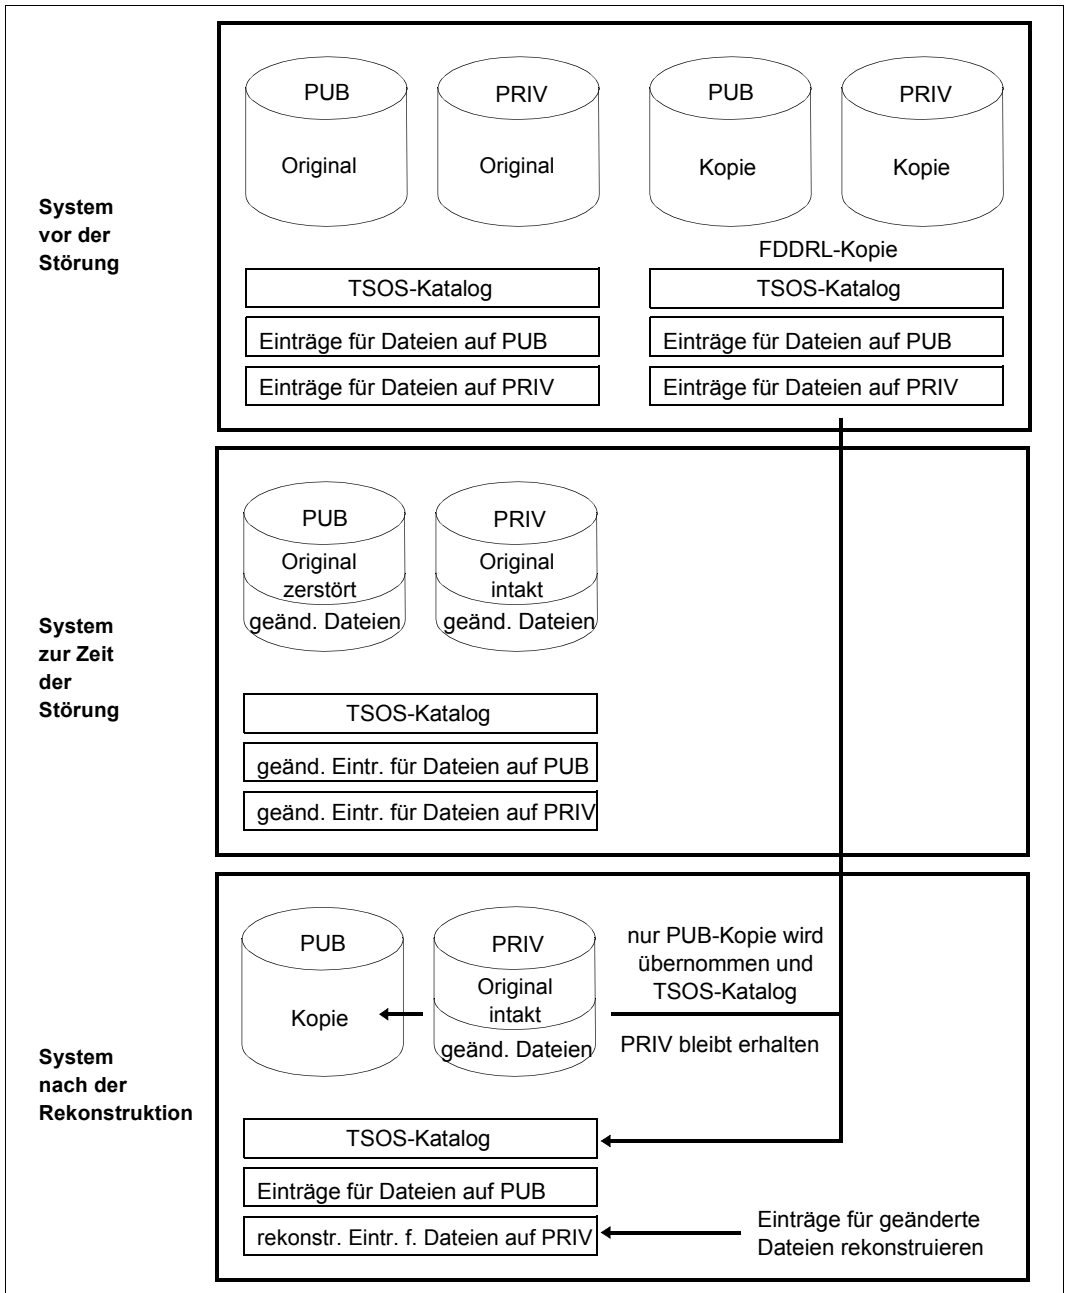 System
vor der
Störung
PUB
Original
PRIV
Original
PUB
Kopie
PRIV
Kopie
FDDRL-Kopie
TSOS-Katalog
Einträge für Dateien auf PUB
Einträge für Dateien auf PRIV
TSOS-Katalog
Einträge für Dateien auf PUB
Einträge für Dateien auf PRIV
System
zur Zeit
der
Störung
PUB
Original
zerstört
geänd. Dateien
PRIV
Original
intakt
geänd. Dateien
TSOS-Katalog
geänd. Eintr. für Dateien auf PUB
geänd. Eintr. für Dateien auf PRIV
System
nach der
Rekonstruktion
PUB
Kopie
PRIV
Original
intakt
geänd. Dateien
nur PUB-Kopie wird
übernommen und
TSOS-Katalog
PRIV bleibt erhalten
TSOS-Katalog
Einträge für Dateien auf PUB
rekonstr. Eintr. f. Dateien auf PRIV
Einträge für geänderte
Dateien rekonstruieren